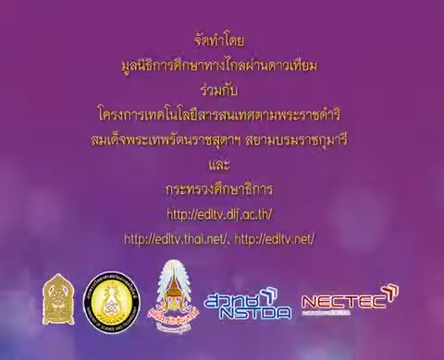 จัดทำโดย
มูลนิธิการศึกษาทางไกลผ่านดาวเทียม
ร่วมกับ
โครงการเทคโนโลยีสารสนเทศตามพระราชดำริ
สมเด็จพระเทพรัตนราชสุดาฯ สยามบรมราชกุมารี
และ
กระทรวงศึกษาธิการ
http://edltv.dlf.ac.th/
http://edltv.thai.net/, http://edltv.net/
สวทช
NSTDA
NECTEC